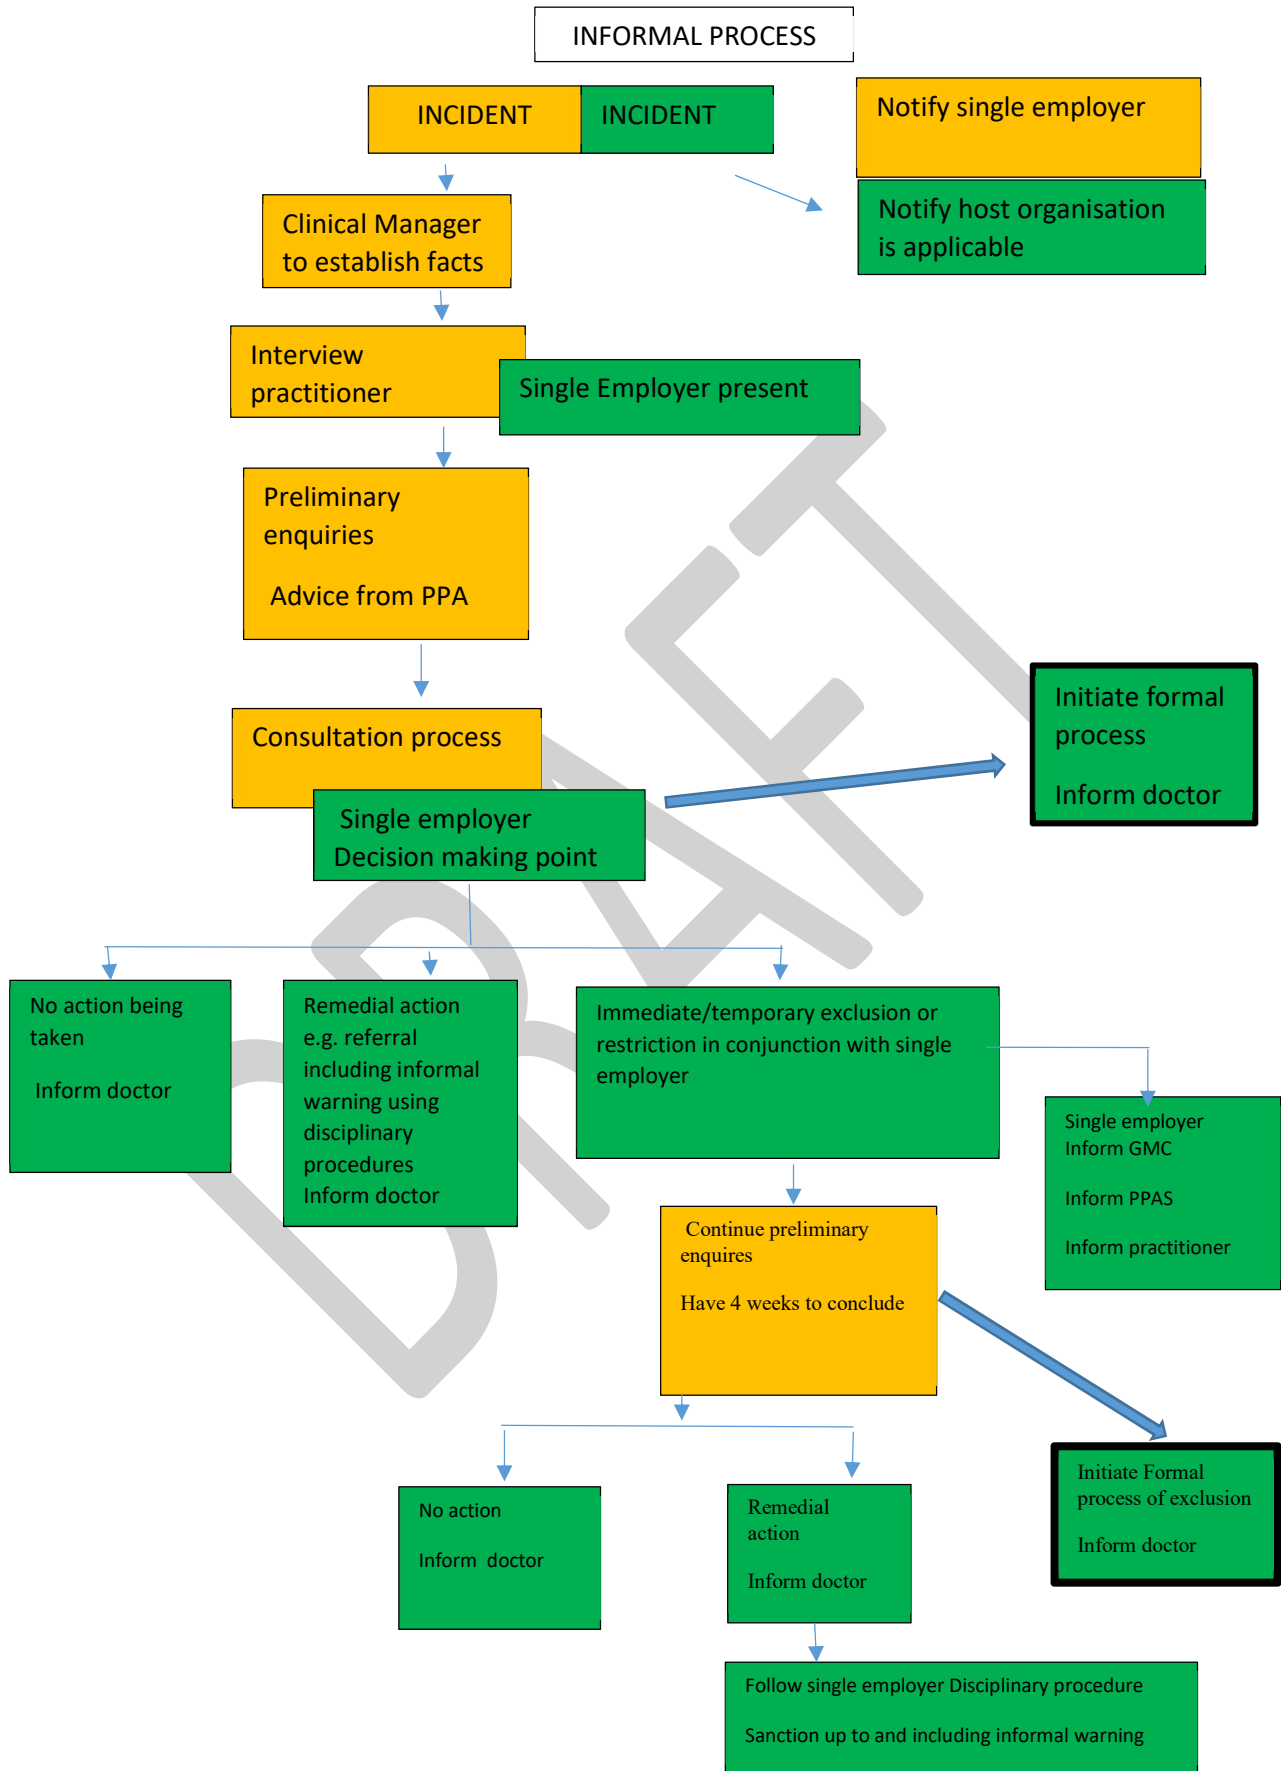 INFORMAL PROCESS
INCIDENT
INCIDENT
Notify single employer
Notify host organisation
is applicable
Clinical Manager
to establish facts
Interview
practitioner
Single Employer present
Preliminary
enquiries
Advice from PPA
Consultation process
Single employer
Decision making point
Initiate formal
process
Inform doctor
No action being
taken
Inform doctor
Remedial action
e.g. referral
including informal
warning using
disciplinary
procedures
Inform doctor
Immediate/temporary exclusion or
restriction in conjunction with single
employer
Single employer
Inform GMC
Inform PPAS
Inform practitioner
Continue preliminary
enquires
Have 4 weeks to conclude
No action
Inform doctor
Remedial
action
Inform doctor
Initiate Formal
process of exclusion
Inform doctor
Follow single employer Disciplinary procedure
Sanction up to and including informal warning
DRAFT